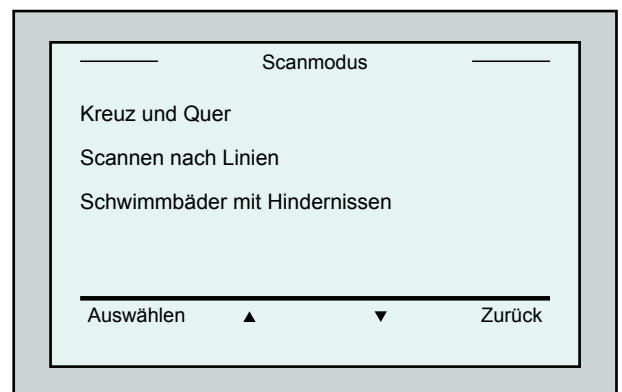 Scanmodus
Kreuz und Quer
Scannen nach Linien
Schwimmbäder mit Hindernissen
Auswählen ▲ ▼ Zurück